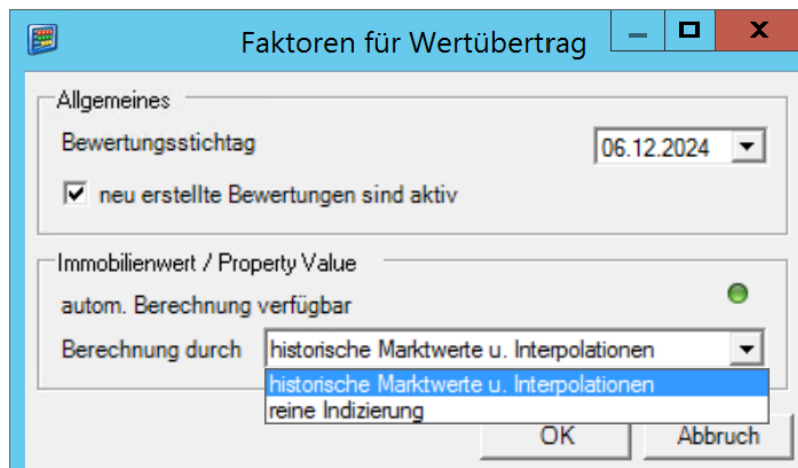 Faktoren für Wertübertrag
Allgemeines
Bewertungsstichtag 06.12.2024
neu erstellte Bewertungen sind aktiv
Immobilienwert / Property Value
autom. Berechnung verfügbar
Berechnung durch historische Marktwerte u. Interpolationen
historische Marktwerte u. Interpolationen
reine Indizierung
OK Abbruch